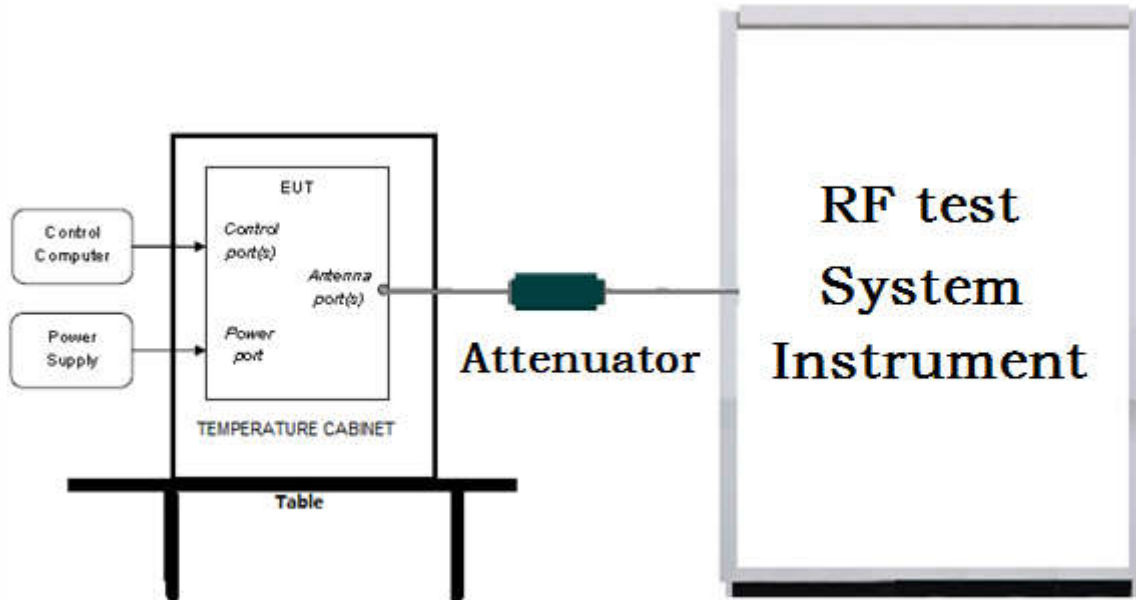 Control
Computer
Power
Supply
EUT
Control
port(s)
Antenna
port(s)
Power
port
TEMPERATURE CABINET
Table
Attenuator
RF test
System
Instrument